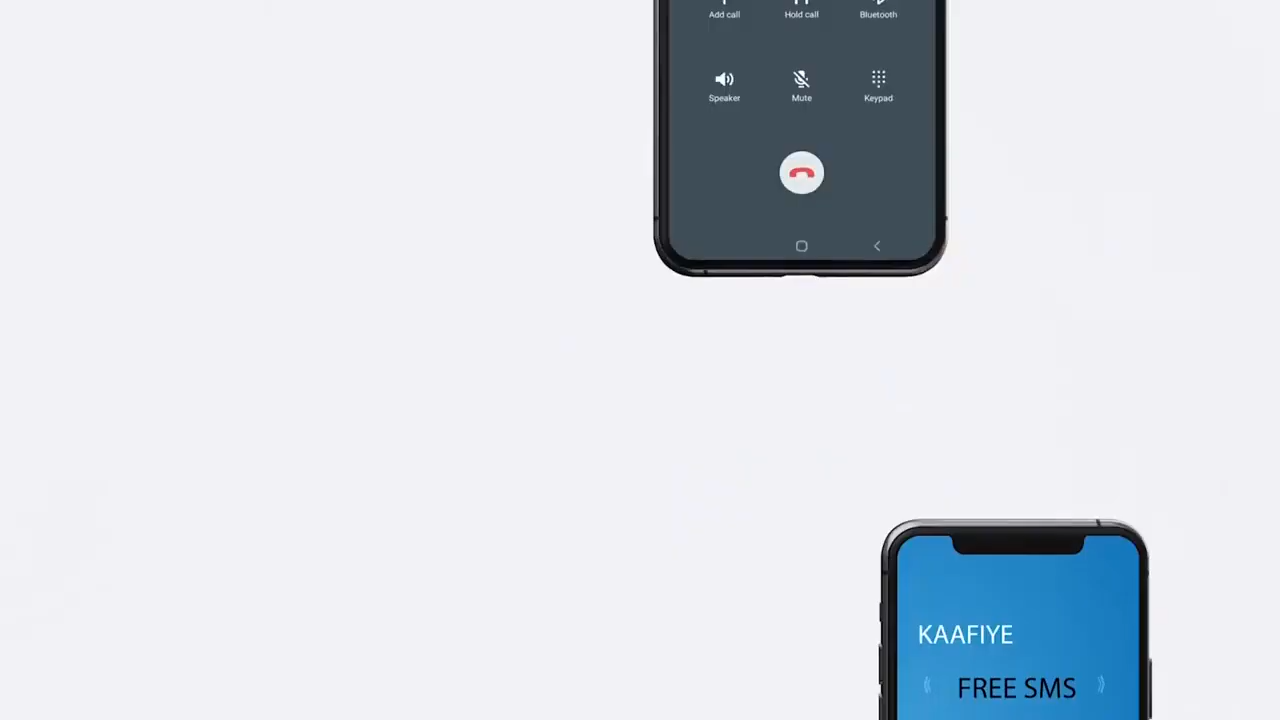 Add call Hold call Bluetooth
Speaker Mute Keypad
KAAFIYE
FREE SMS